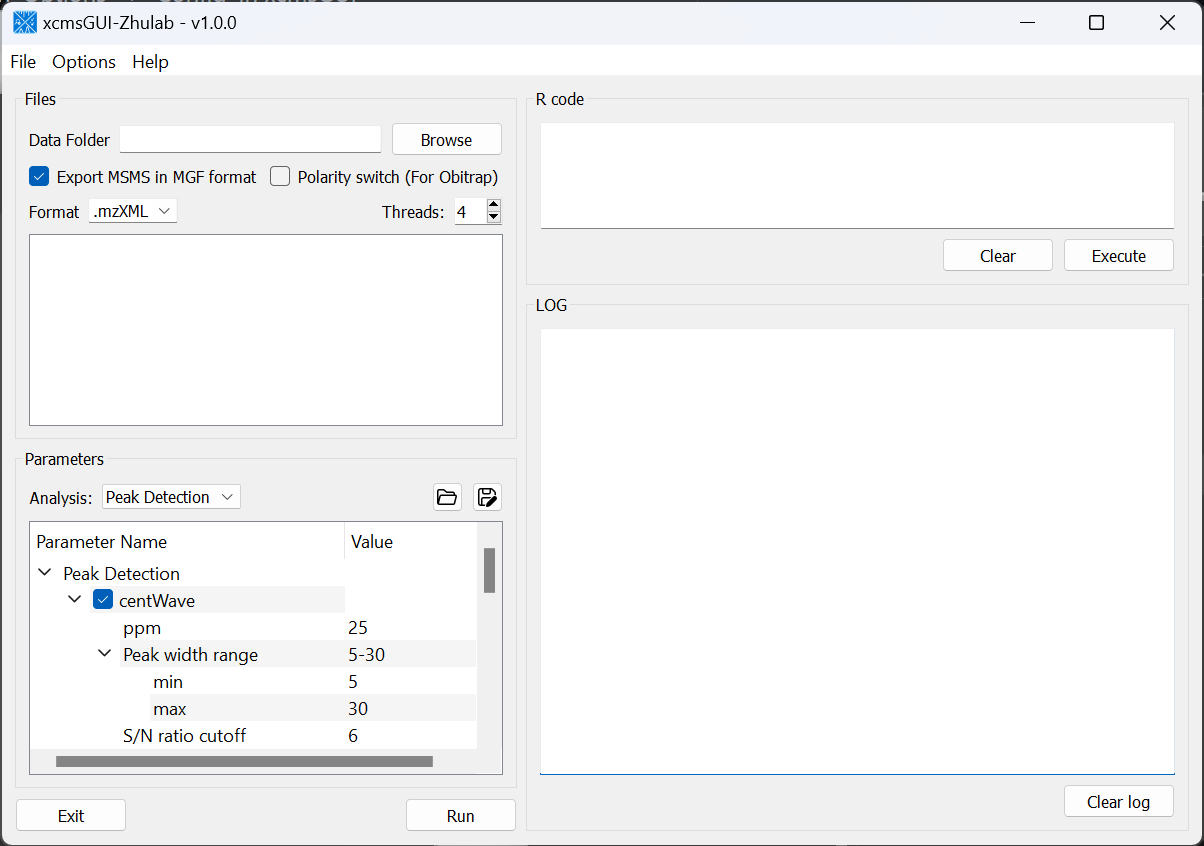 xcmsGUI-Zhulab - v1.0.0
File Options Help
Files
Data Folder
Browse
Export MSMS in MGF format
Polarity switch (For Obitrap)
Format .mzXML
Threads: 4
Parameters
Analysis: Peak Detection
Parameter Name Value
Peak Detection
centWave
ppm 25
Peak width range 5-30
min 5
max 30
S/N ratio cutoff 6
Exit
Run
R code
Clear
Execute
LOG
Clear log